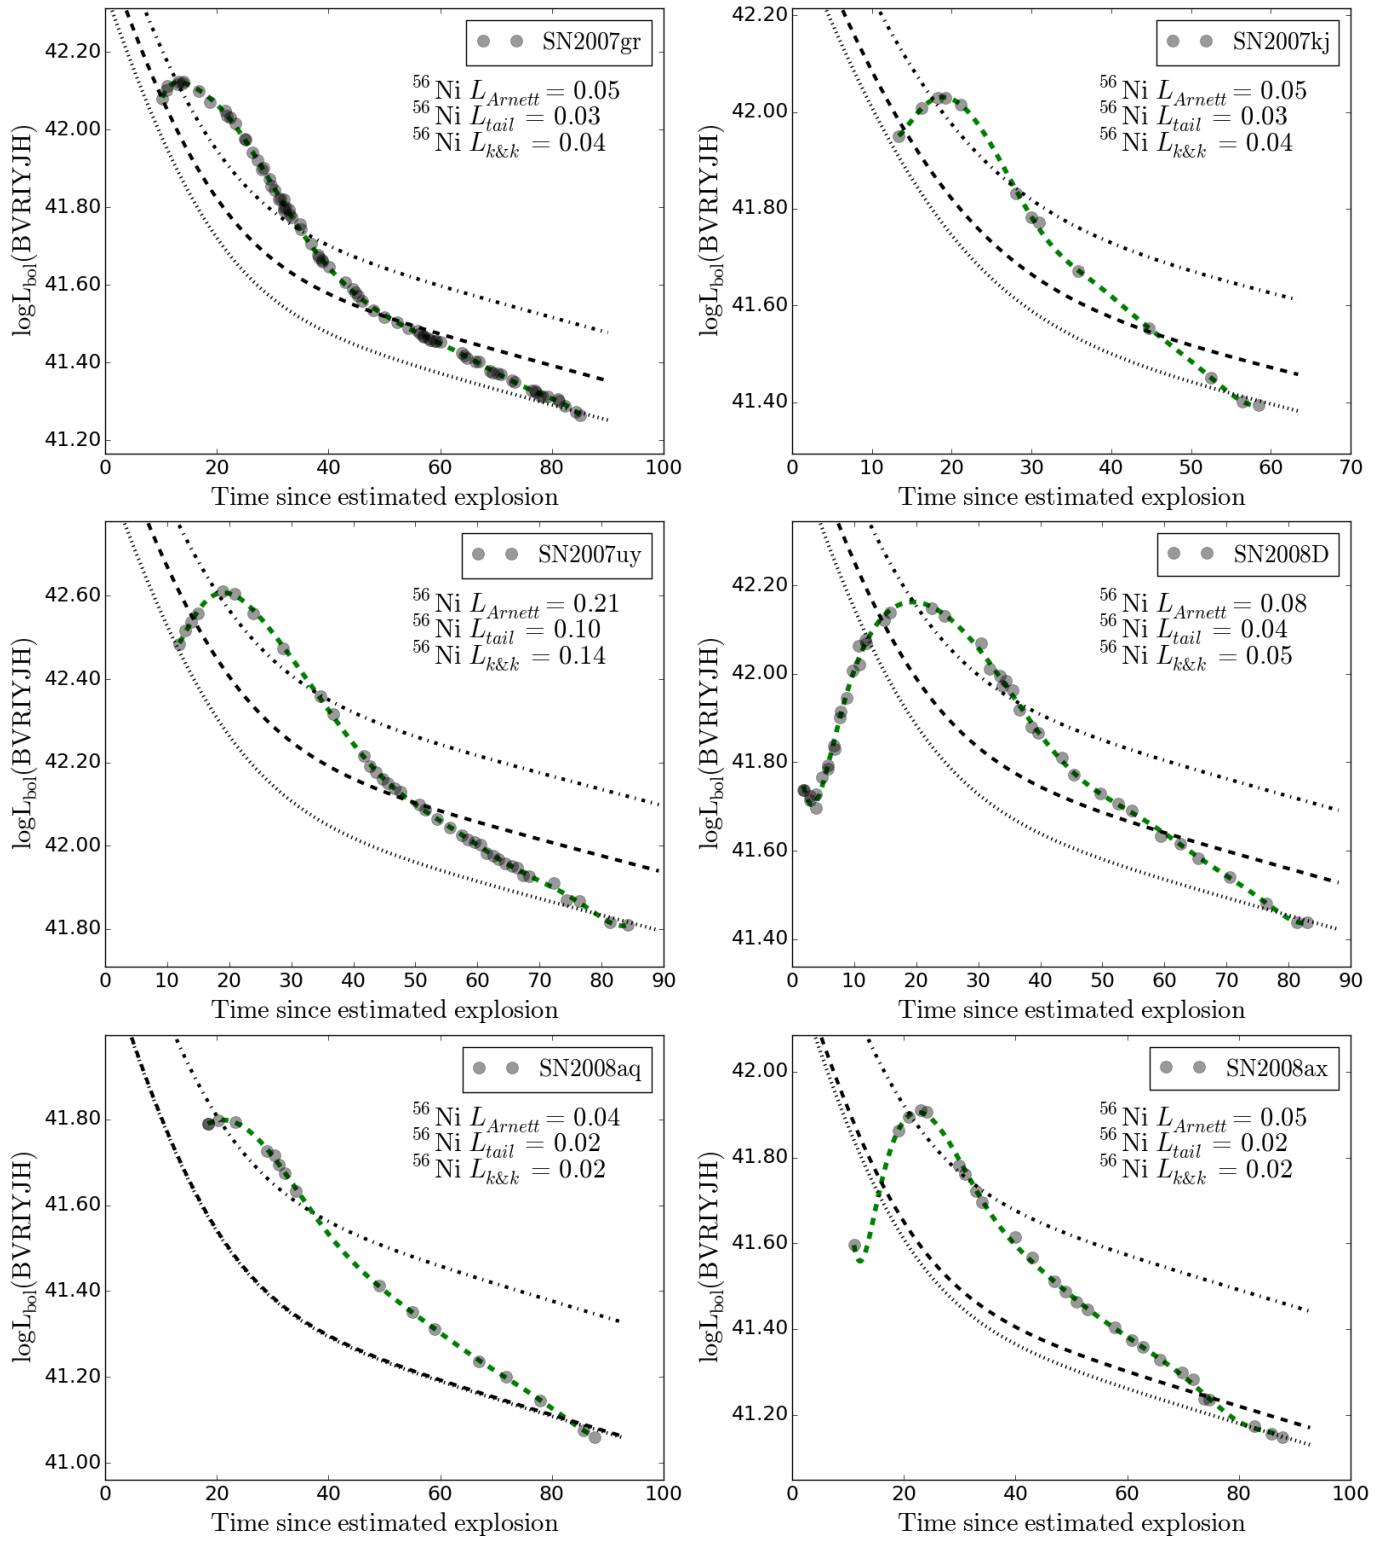 SN2007gr
56Ni L_Arnett = 0.05
56Ni L_tail = 0.03
56Ni L_k&k = 0.04
logL_bol(BVRIYJH)
42.20
42.00
41.80
41.60
41.40
41.20
0 20 40 60 80 100
Time since estimated explosion
SN2007kj
56Ni L_Arnett = 0.05
56Ni L_tail = 0.03
56Ni L_k&k = 0.04
logL_bol(BVRIYJH)
42.20
42.00
41.80
41.60
41.40
0 10 20 30 40 50 60 70
Time since estimated explosion
SN2007uy
56Ni L_Arnett = 0.21
56Ni L_tail = 0.10
56Ni L_k&k = 0.14
logL_bol(BVRIYJH)
42.60
42.40
42.20
42.00
41.80
0 10 20 30 40 50 60 70 80 90
Time since estimated explosion
SN2008D
56Ni L_Arnett = 0.08
56Ni L_tail = 0.04
56Ni L_k&k = 0.05
logL_bol(BVRIYJH)
42.20
42.00
41.80
41.60
41.40
0 10 20 30 40 50 60 70 80 90
Time since estimated explosion
SN2008aq
56Ni L_Arnett = 0.04
56Ni L_tail = 0.02
56Ni L_k&k = 0.02
logL_bol(BVRIYJH)
41.80
41.60
41.40
41.20
41.00
0 20 40 60 80 100
Time since estimated explosion
SN2008ax
56Ni L_Arnett = 0.05
56Ni L_tail = 0.02
56Ni L_k&k = 0.02
logL_bol(BVRIYJH)
42.00
41.80
41.60
41.40
41.20
0 20 40 60 80 100
Time since estimated explosion